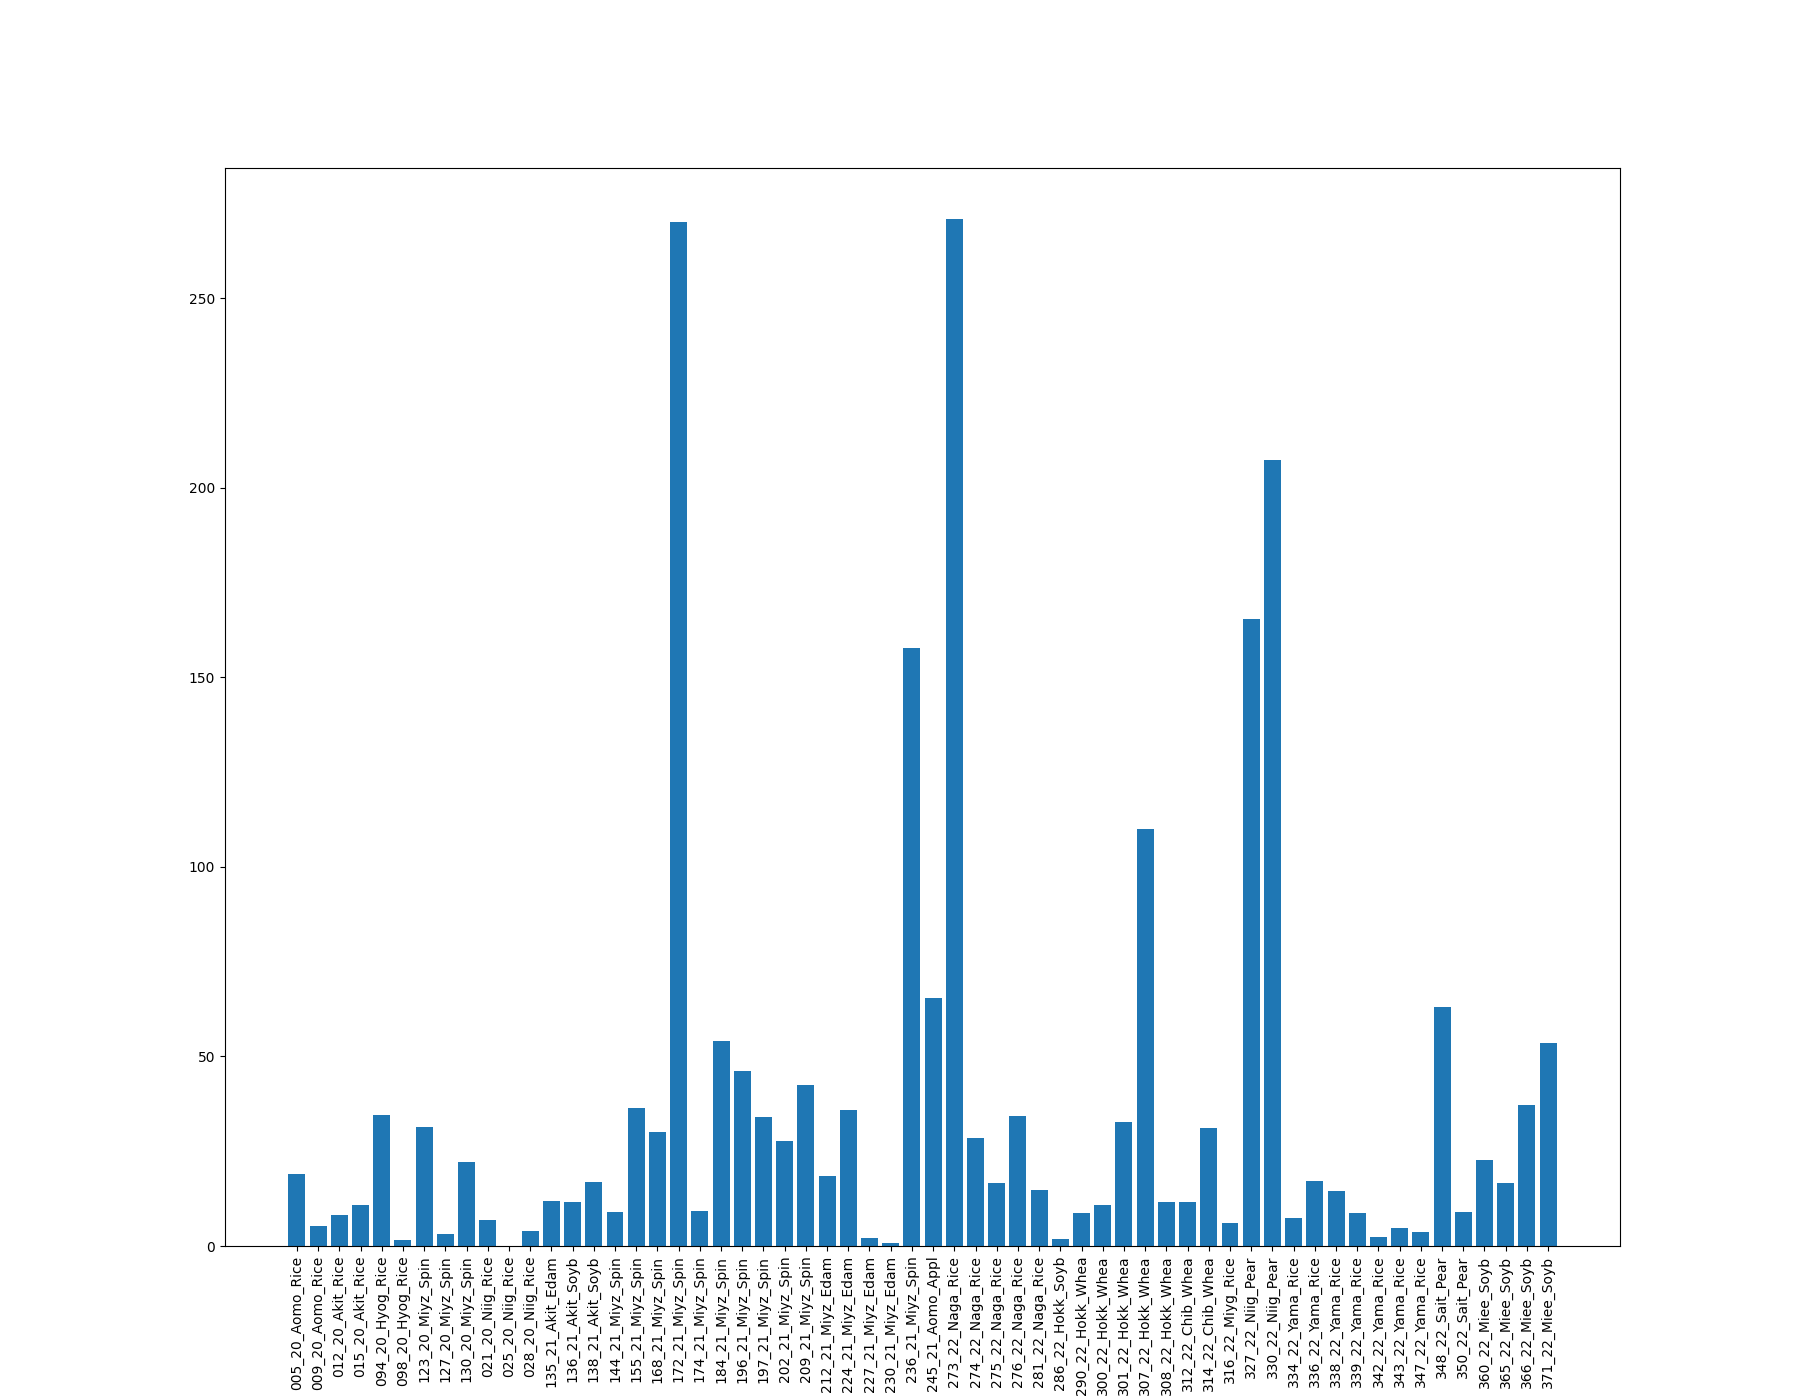 250
200
150
100
50
0
005_20_Aomo_Rice
009_20_Aomo_Rice
012_20_Akit_Rice
015_20_Akit_Rice
094_20_Hyog_Rice
098_20_Hyog_Rice
123_20_Miyz_Spin
127_20_Miyz_Spin
130_20_Miyz_Spin
021_20_Niig_Rice
025_20_Niig_Rice
028_20_Niig_Rice
135_21_Akit_Edam
136_21_Akit_Soyb
138_21_Akit_Soyb
144_21_Miyz_Spin
155_21_Miyz_Spin
168_21_Miyz_Spin
172_21_Miyz_Spin
174_21_Miyz_Spin
184_21_Miyz_Spin
196_21_Miyz_Spin
197_21_Miyz_Spin
202_21_Miyz_Spin
209_21_Miyz_Spin
212_21_Miyz_Edam
224_21_Miyz_Edam
227_21_Miyz_Edam
230_21_Miyz_Edam
236_21_Miyz_Spin
245_21_Aomo_Appl
273_22_Naga_Rice
274_22_Naga_Rice
275_22_Naga_Rice
276_22_Naga_Rice
281_22_Naga_Rice
286_22_Hokk_Soyb
290_22_Hokk_Whea
300_22_Hokk_Whea
301_22_Hokk_Whea
307_22_Hokk_Whea
308_22_Hokk_Whea
312_22_Chib_Whea
314_22_Chib_Whea
316_22_Miyg_Rice
327_22_Niig_Pear
330_22_Niig_Pear
334_22_Yama_Rice
336_22_Yama_Rice
338_22_Yama_Rice
339_22_Yama_Rice
342_22_Yama_Rice
343_22_Yama_Rice
347_22_Yama_Rice
348_22_Sait_Pear
350_22_Sait_Pear
360_22_Miee_Soyb
365_22_Miee_Soyb
366_22_Miee_Soyb
371_22_Miee_Soyb